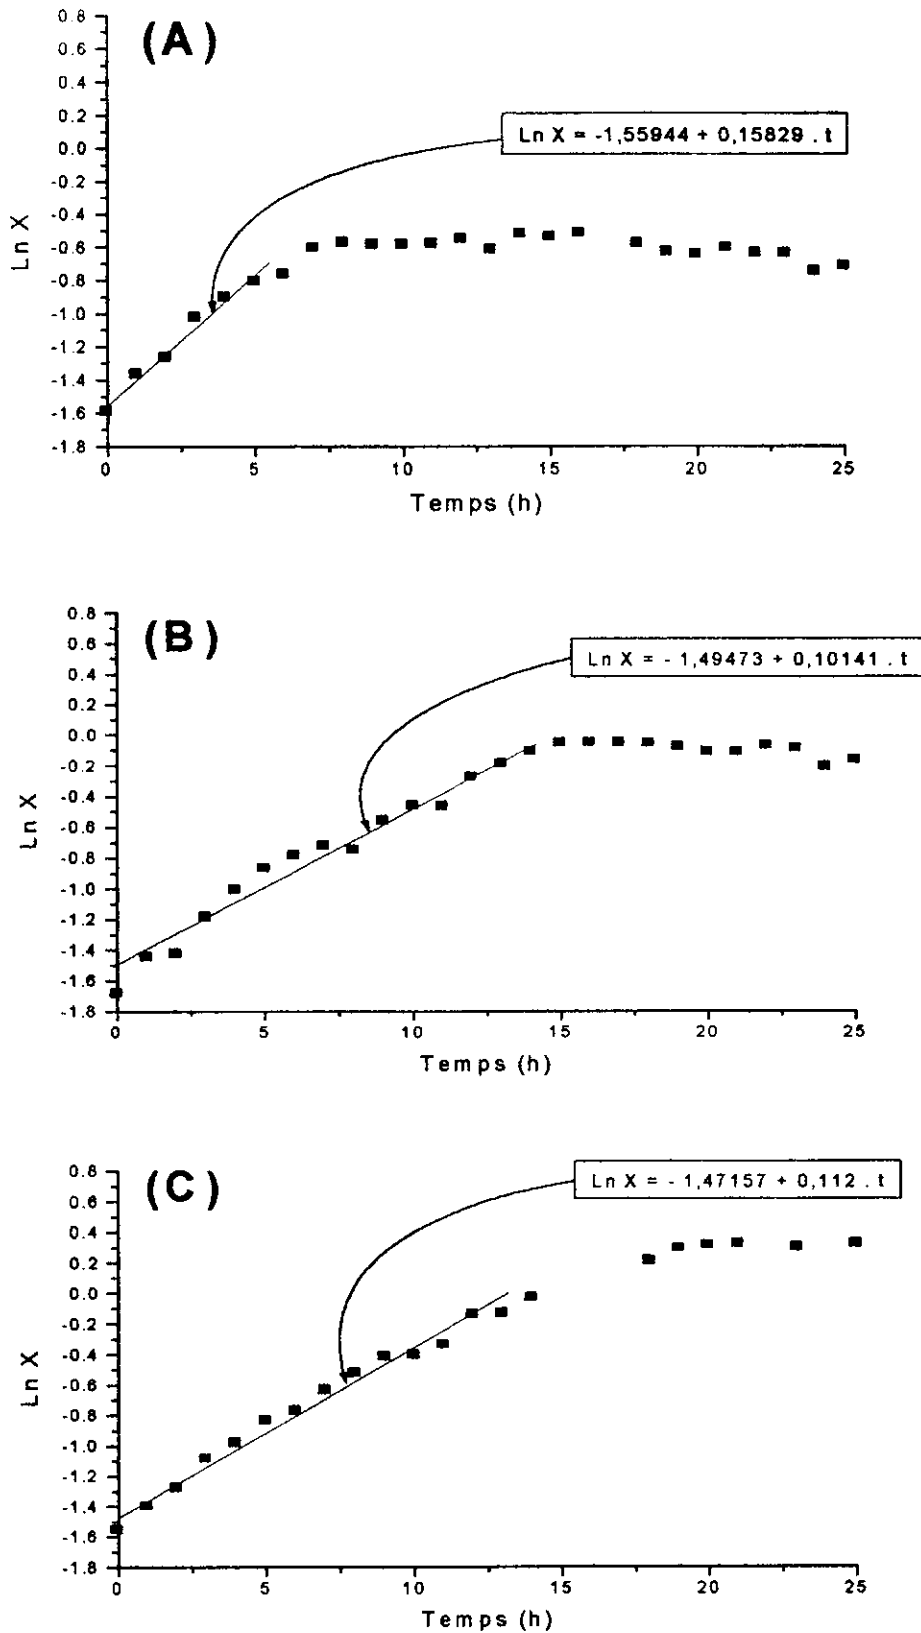 (A)
0.8
0.6
0.4
0.2
0.0
-0.2
-0.4
-0.6
-0.8
-1.0
-1.2
-1.4
-1.6
-1.8
Ln X
Ln X = -1,55944 + 0,15829 . t
0 5 10 15 20 25
Temps (h)
(B)
0.8
0.6
0.4
0.2
0.0
-0.2
-0.4
-0.6
-0.8
-1.0
-1.2
-1.4
-1.6
-1.8
Ln X
Ln X = - 1,49473 + 0,10141 . t
0 5 10 15 20 25
Temps (h)
(C)
0.8
0.6
0.4
0.2
0.0
-0.2
-0.4
-0.6
-0.8
-1.0
-1.2
-1.4
-1.6
-1.8
Ln X
Ln X = - 1,47157 + 0,112 . t
0 5 10 15 20 25
Temps (h)